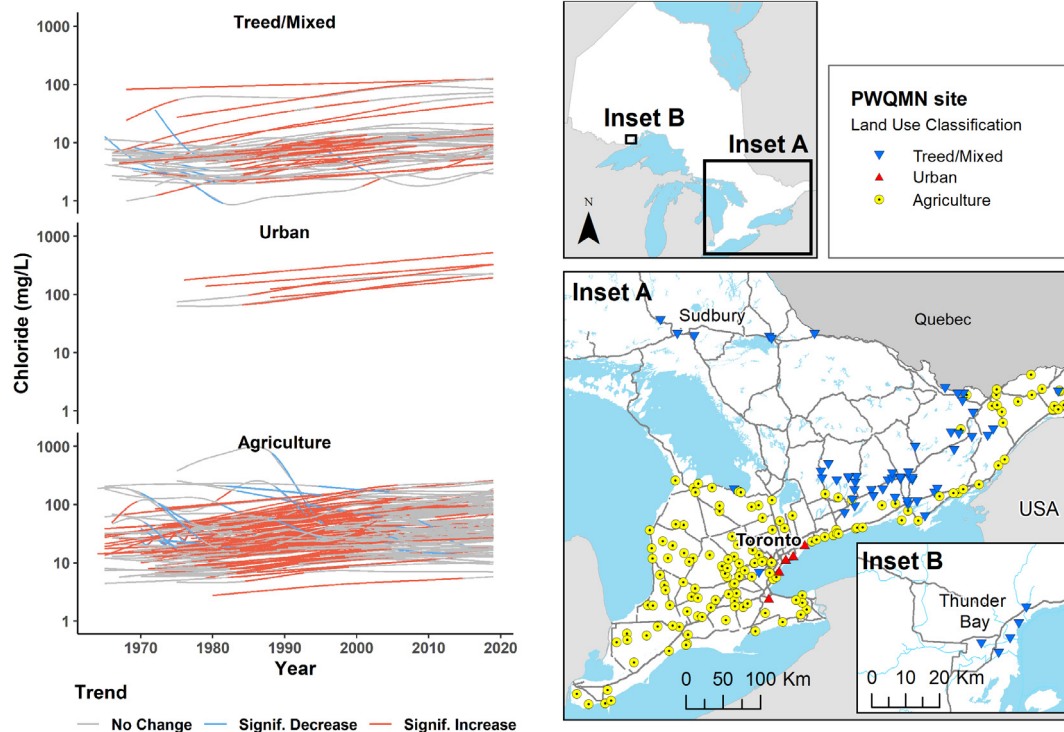 Treed/Mixed
1000
100
10
1
Urban
1000
100
10
1
Agriculture
1000
100
10
1
Chloride (mg/L)
1970 1980 1990 2000 2010 2020
Year
Trend
No Change Signif. Decrease Signif. Increase
Inset B
Inset A
N
PWQMN site
Land Use Classification
Treed/Mixed
Urban
Agriculture
Inset A
Sudbury
Quebec
Toronto
USA
0 50 100 Km
Inset B
Thunder
Bay
0 10 20 Km